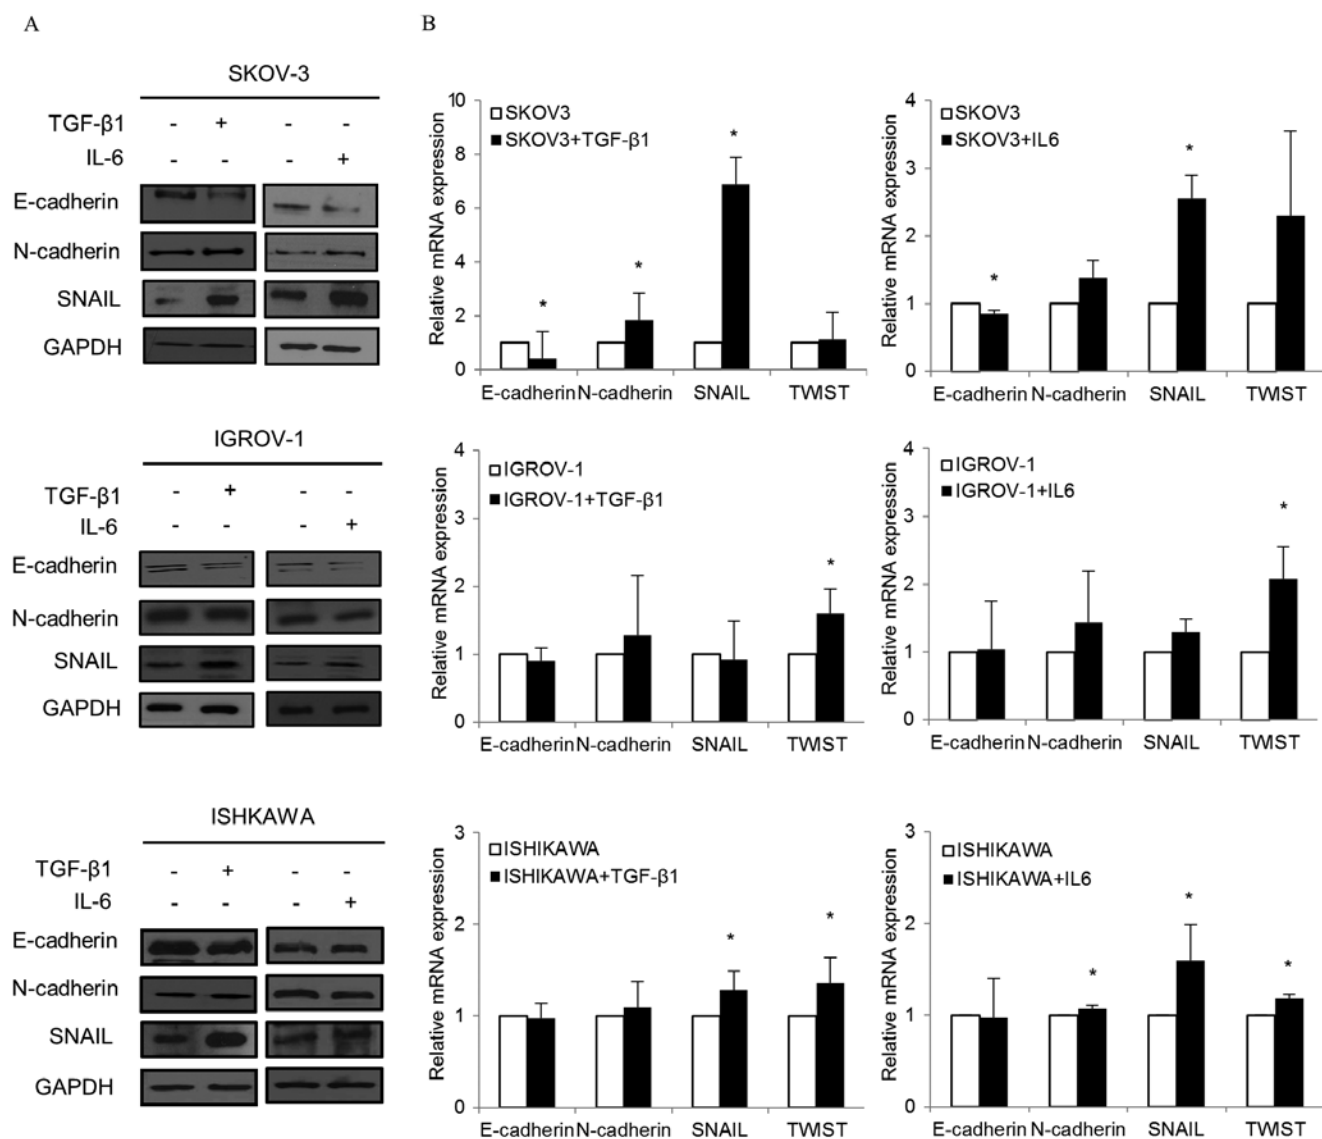 A
B
SKOV-3
TGF-β1 - + - -
IL-6 - - - +
E-cadherin
N-cadherin
SNAIL
GAPDH
IGROV-1
TGF-β1 - + - -
IL-6 - - - +
E-cadherin
N-cadherin
SNAIL
GAPDH
ISHKAWA
TGF-β1 - + - -
IL-6 - - - +
E-cadherin
N-cadherin
SNAIL
GAPDH
Relative mRNA expression
10
8
6
4
2
0
SKOV3
SKOV3+TGF-β1
* * *
E-cadherin N-cadherin SNAIL TWIST
Relative mRNA expression
4
3
2
1
0
SKOV3
SKOV3+IL6
* *
E-cadherin N-cadherin SNAIL TWIST
Relative mRNA expression
4
3
2
1
0
IGROV-1
IGROV-1+TGF-β1
*
E-cadherin N-cadherin SNAIL TWIST
Relative mRNA expression
4
3
2
1
0
IGROV-1
IGROV-1+IL6
*
E-cadherin N-cadherin SNAIL TWIST
Relative mRNA expression
3
2
1
0
ISHIKAWA
ISHIKAWA+TGF-β1
* *
E-cadherin N-cadherin SNAIL TWIST
Relative mRNA expression
3
2
1
0
ISHIKAWA
ISHIKAWA+IL6
* * *
E-cadherin N-cadherin SNAIL TWIST